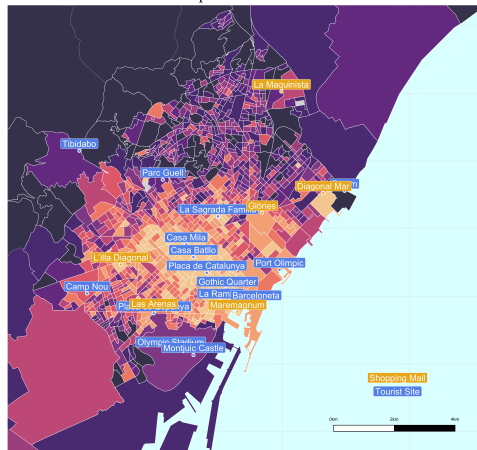 La Maquinista
Tibidabo
Parc Guell
Diagonal Mar
Glòries
La Sagrada Familia
Casa Mila
Casa Batllo
L'illa Diagonal
Placa de Catalunya
Port Olimpic
Gothic Quarter
Camp Nou
La Ram
Barceloneta
Las Arenas
Maremagnum
Olympic Stadium
Montjuic Castle
Shopping Mall
Tourist Site
0km 2km 4km